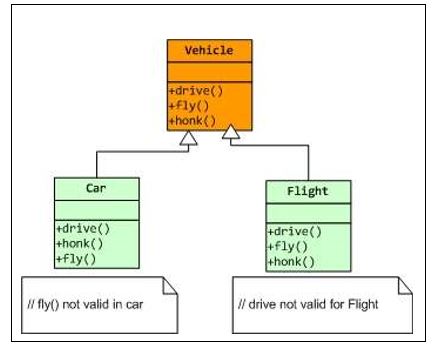 Vehicle
+drive()
+fly()
+honk()
Car
+drive()
+honk()
+fly()
Flight
+drive()
+fly()
+honk()
// fly() not valid in car
// drive not valid for Flight